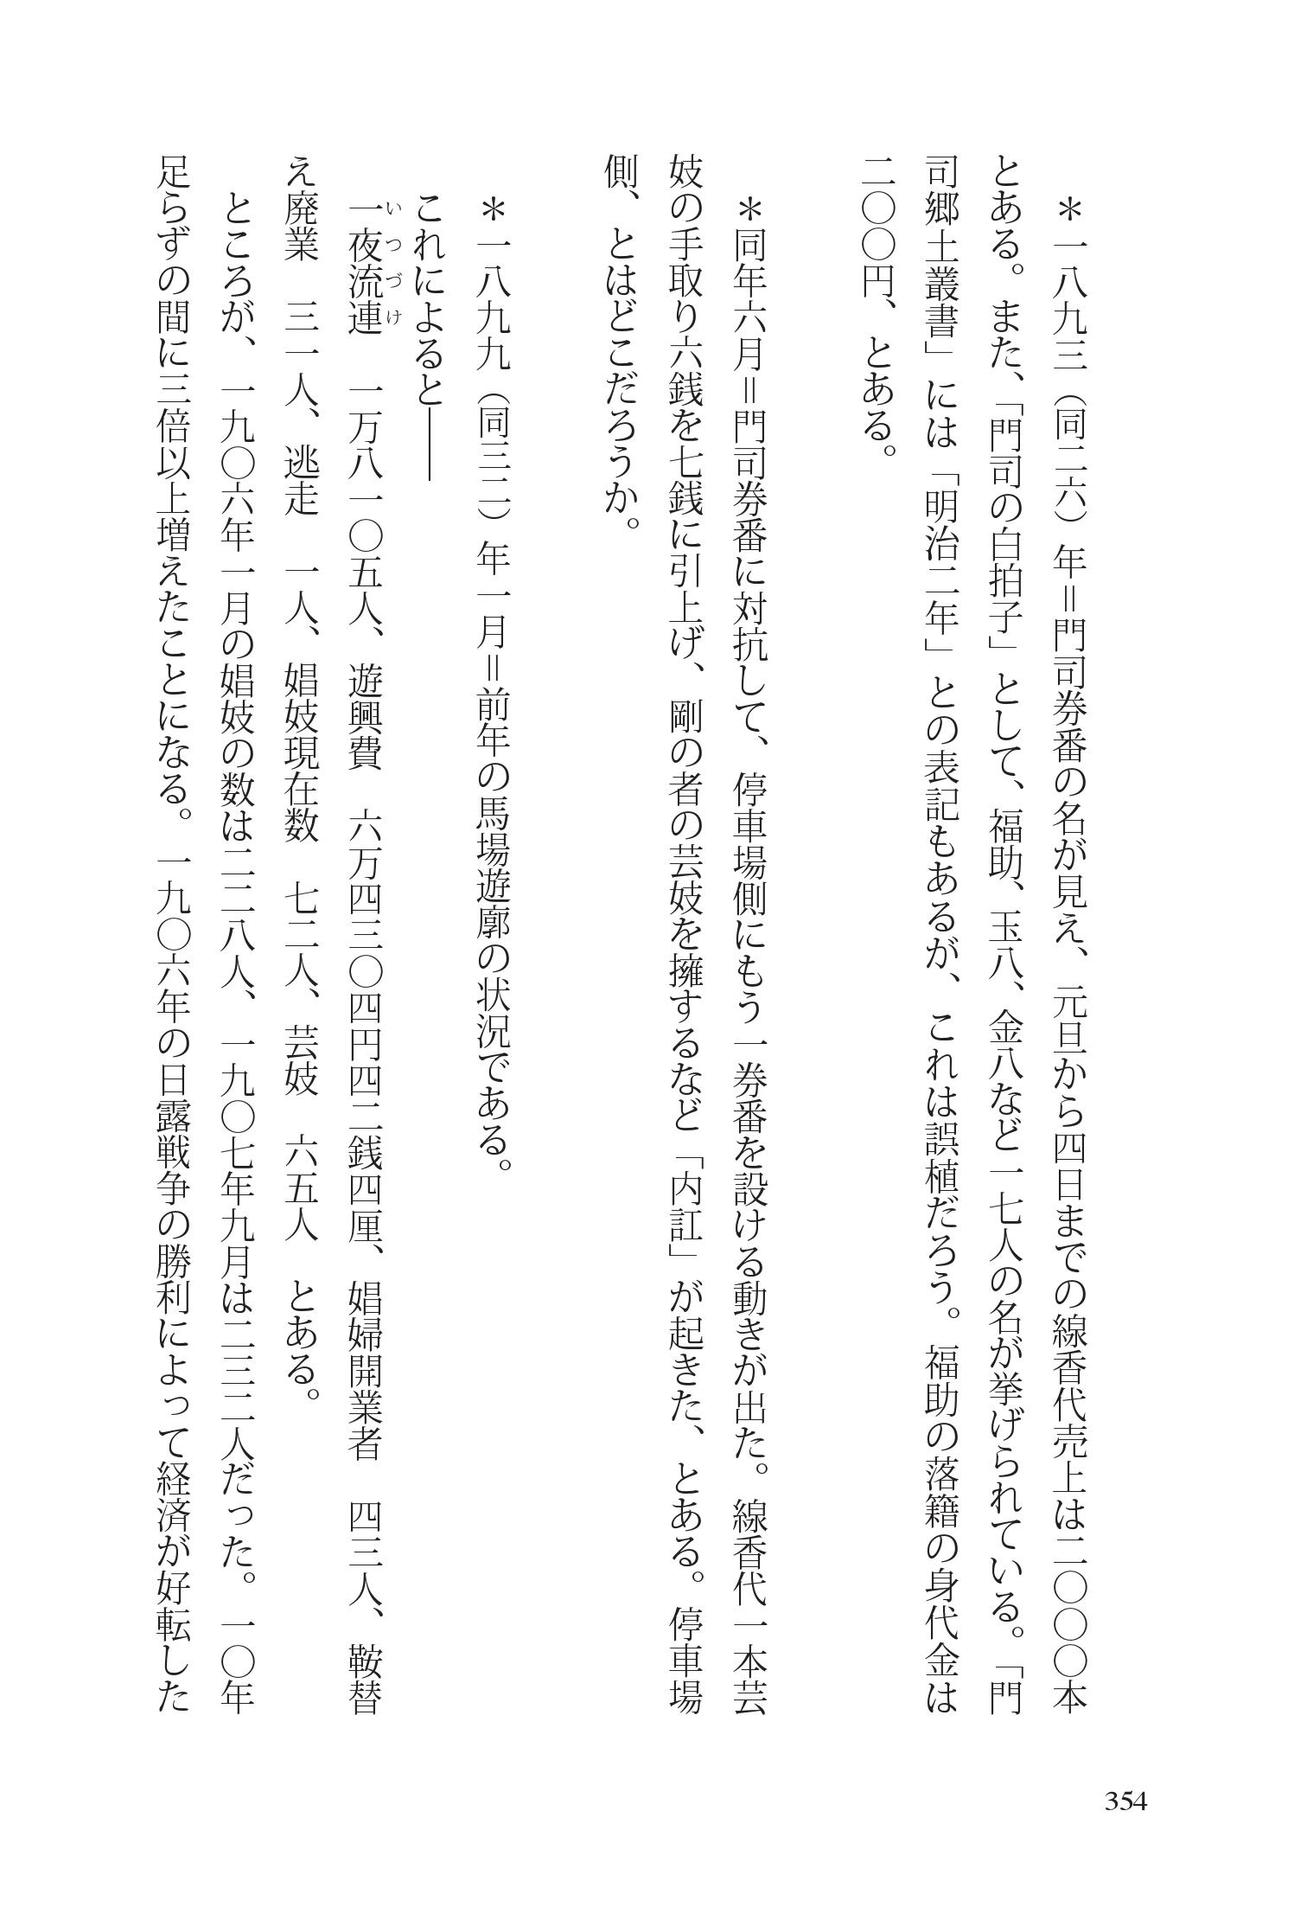 ＊一八九三（同二六）年＝門司券番の名が見え、元旦から四日までの線香代売上は二〇〇〇本
とある。また、「門司の白拍子」として、福助、玉八、金八など一七人の名が挙げられている。「門
司郷土叢書」には「明治二年」との表記もあるが、これは誤植だろう。福助の落籍の身代金は
二〇〇円、とある。
＊同年六月＝門司券番に対抗して、停車場側にもう一券番を設ける動きが出た。線香代一本芸
妓の手取り六銭を七銭に引上げ、剛の者の芸妓を擁するなど「内訌」が起きた、とある。停車場
側、とはどこだろうか。
＊一八九九（同三二）年一月＝前年の馬場遊廓の状況である。
これによると――
一夜流連　一万八一〇五人、遊興費　六万四三〇四円四二銭四厘、娼婦開業者　四三人、鞍替
いつづけ
え廃業　三一人、逃走　一人、娼妓現在数　七二人、芸妓　六五人　とある。
ところが、一九〇六年一月の娼妓の数は二二八人、一九〇七年九月は二三二人だった。一〇年
足らずの間に三倍以上増えたことになる。一九〇六年の日露戦争の勝利によって経済が好転した
354